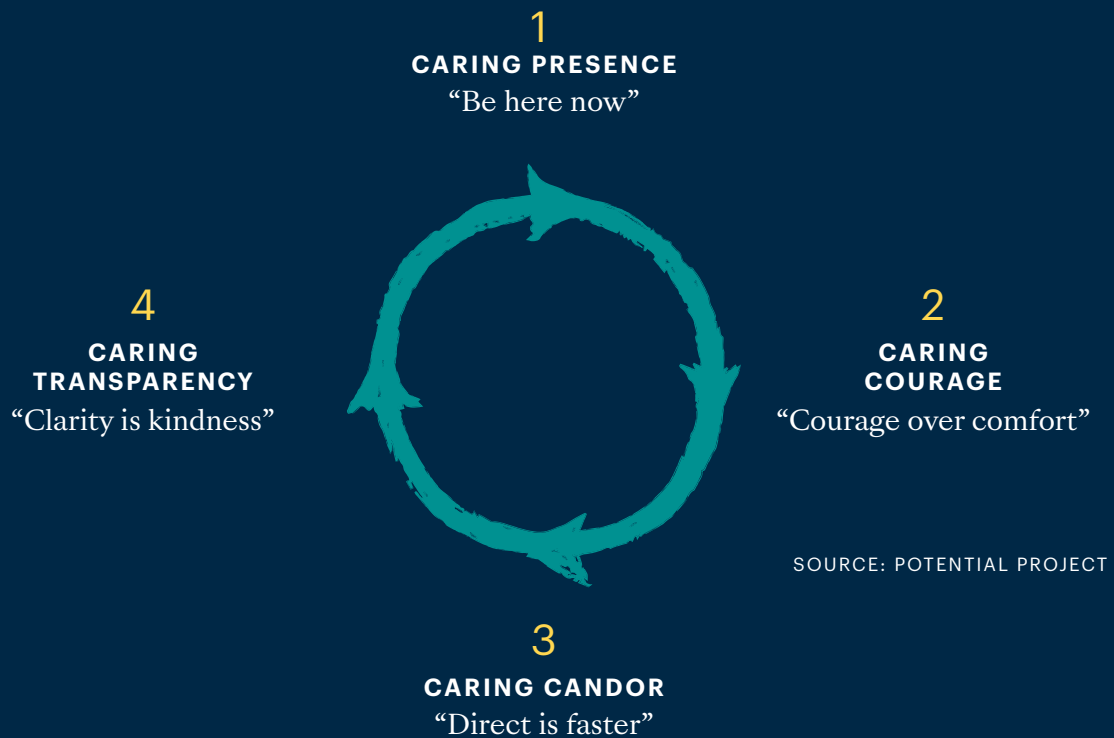 1
CARING PRESENCE
“Be here now”
2
CARING
COURAGE
“Courage over comfort”
3
CARING CANDOR
“Direct is faster”
4
CARING
TRANSPARENCY
“Clarity is kindness”
SOURCE: POTENTIAL PROJECT